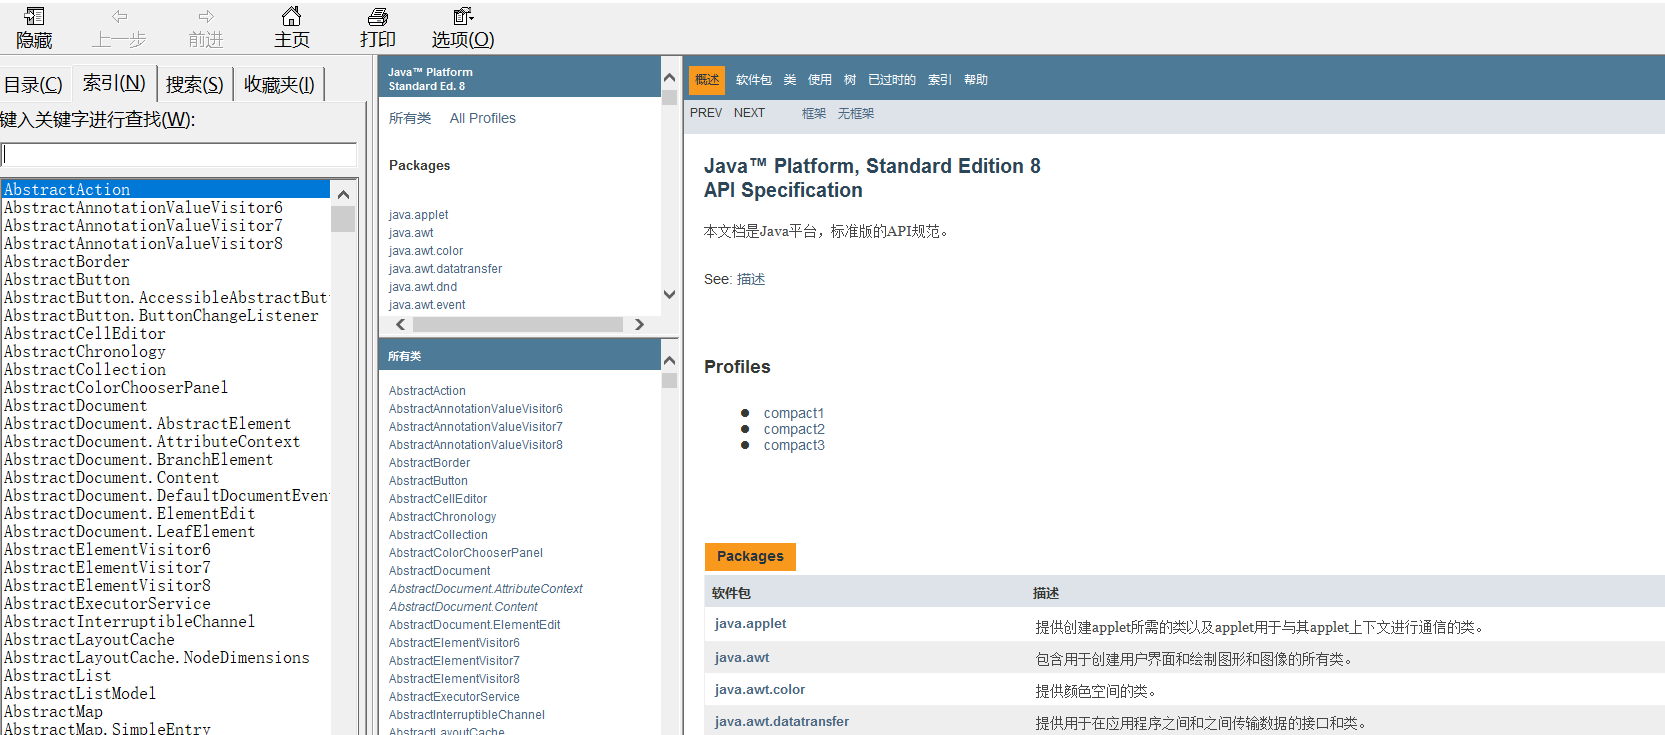 隐藏 上一步 前进 主页 打印 选项(O)
目录(C) 索引(N) 搜索(S) 收藏夹(I)
键入关键字进行查找(W):
AbstractAction
AbstractAnnotationValueVisitor6
AbstractAnnotationValueVisitor7
AbstractAnnotationValueVisitor8
AbstractBorder
AbstractButton
AbstractButton.AccessibleAbstractBut
AbstractButton.ButtonChangeListener
AbstractCellEditor
AbstractChronology
AbstractCollection
AbstractColorChooserPanel
AbstractDocument
AbstractDocument.AbstractElement
AbstractDocument.AttributeContext
AbstractDocument.BranchElement
AbstractDocument.Content
AbstractDocument.DefaultDocumentEven
AbstractDocument.ElementEdit
AbstractDocument.LeafElement
AbstractElementVisitor6
AbstractElementVisitor7
AbstractElementVisitor8
AbstractExecutorService
AbstractInterruptibleChannel
AbstractLayoutCache
AbstractLayoutCache.NodeDimensions
AbstractList
AbstractListModel
AbstractMap
AbstractMap.SimpleEntry
Java™ Platform
Standard Ed. 8
所有类 All Profiles
Packages
java.applet
java.awt
java.awt.color
java.awt.datatransfer
java.awt.dnd
java.awt.event
所有类
AbstractAction
AbstractAnnotationValueVisitor6
AbstractAnnotationValueVisitor7
AbstractAnnotationValueVisitor8
AbstractBorder
AbstractButton
AbstractCellEditor
AbstractChronology
AbstractCollection
AbstractColorChooserPanel
AbstractDocument
AbstractDocument.AttributeContext
AbstractDocument.Content
AbstractDocument.ElementEdit
AbstractElementVisitor6
AbstractElementVisitor7
AbstractElementVisitor8
AbstractExecutorService
AbstractInterruptibleChannel
AbstractLayoutCache
概述 软件包 类 使用 树 已过时的 索引 帮助
PREV NEXT 框架 无框架
Java™ Platform, Standard Edition 8
API Specification
本文档是Java平台，标准版的API规范。
See: 描述
Profiles
● compact1
● compact2
● compact3
Packages
软件包 描述
java.applet 提供创建applet所需的类以及applet用于与其applet上下文进行通信的类。
java.awt 包含用于创建用户界面和绘制图形和图像的所有类。
java.awt.color 提供颜色空间的类。
java.awt.datatransfer 提供用于在应用程序之间和之间传输数据的接口和类。